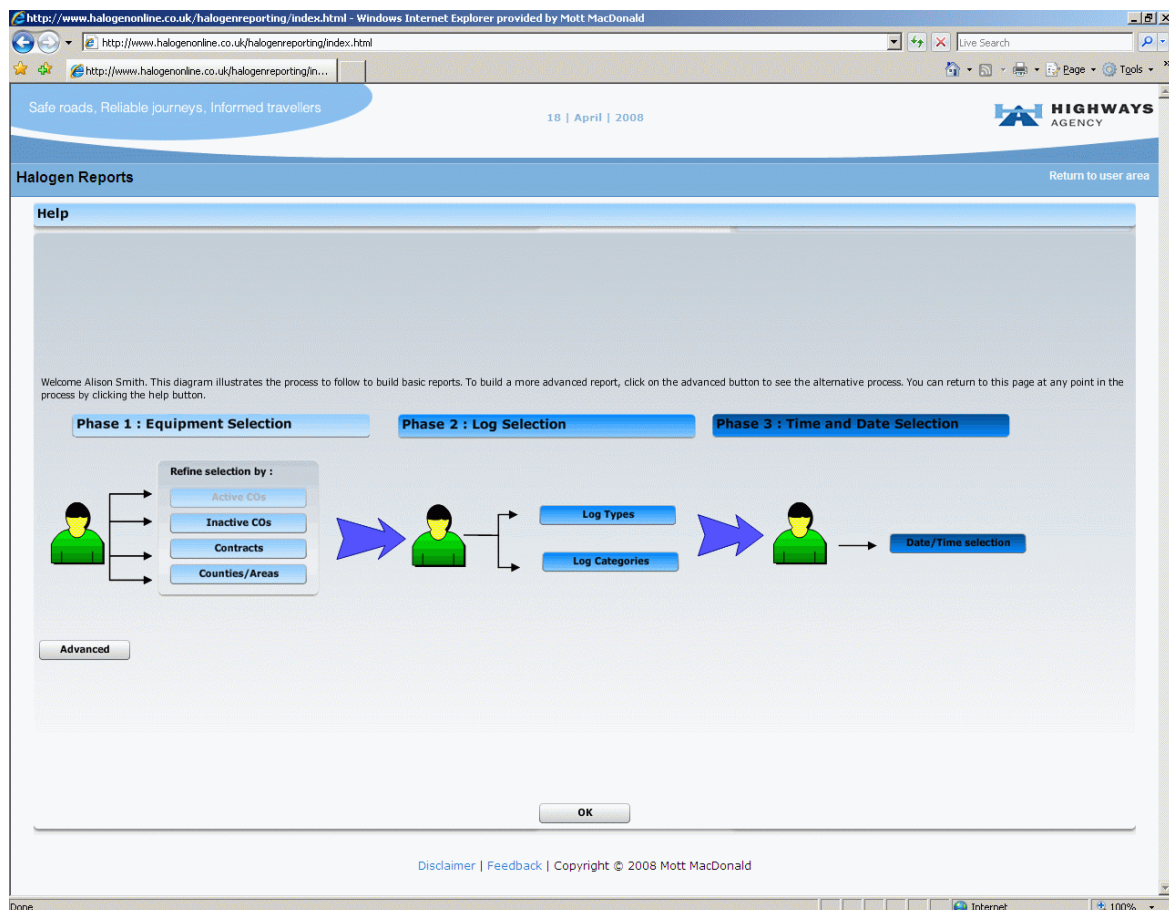 http://www.halogenonline.co.uk/halogenreporting/index.html - Windows Internet Explorer provided by Mott MacDonald
http://www.halogenonline.co.uk/halogenreporting/index.html
Live Search
http://www.halogenonline.co.uk/halogenreporting/in...
Page
Tools
Safe roads, Reliable journeys, Informed travellers
18 | April | 2008
HIGHWAYS
AGENCY
Halogen Reports
Return to user area
Help
Welcome Alison Smith. This diagram illustrates the process to follow to build basic reports. To build a more advanced report, click on the advanced button to see the alternative process. You can return to this page at any point in the
process by clicking the help button.
Phase 1 : Equipment Selection
Phase 2 : Log Selection
Phase 3 : Time and Date Selection
Refine selection by :
Active COs
Inactive COs
Contracts
Counties/Areas
Log Types
Log Categories
Date/Time selection
Advanced
OK
Disclaimer | Feedback | Copyright © 2008 Mott MacDonald
Done
Internet
100%